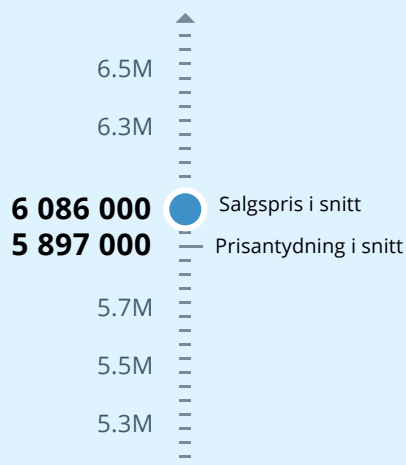 6.5M
6.3M
6 086 000 Salgspris i snitt
5 897 000 Prisantydning i snitt
5.7M
5.5M
5.3M